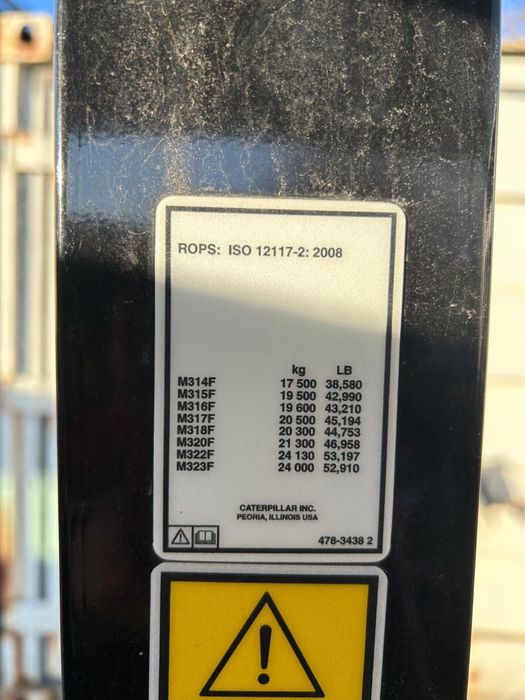 ROPS: ISO 12117-2: 2008
kg LB
M314F 17 500 38,580
M315F 19 500 42,990
M316F 19 600 43,210
M317F 20 500 45,194
M318F 20 300 44,753
M320F 21 300 46,958
M322F 24 130 53,197
M323F 24 000 52,910
CATERPILLAR INC.
PEORIA, ILLINOIS USA
478-3438 2